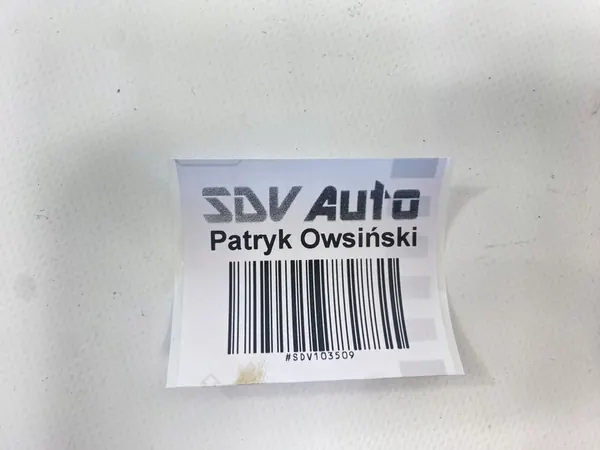 SDV Auto
Patryk Owsiński
#SDV103509